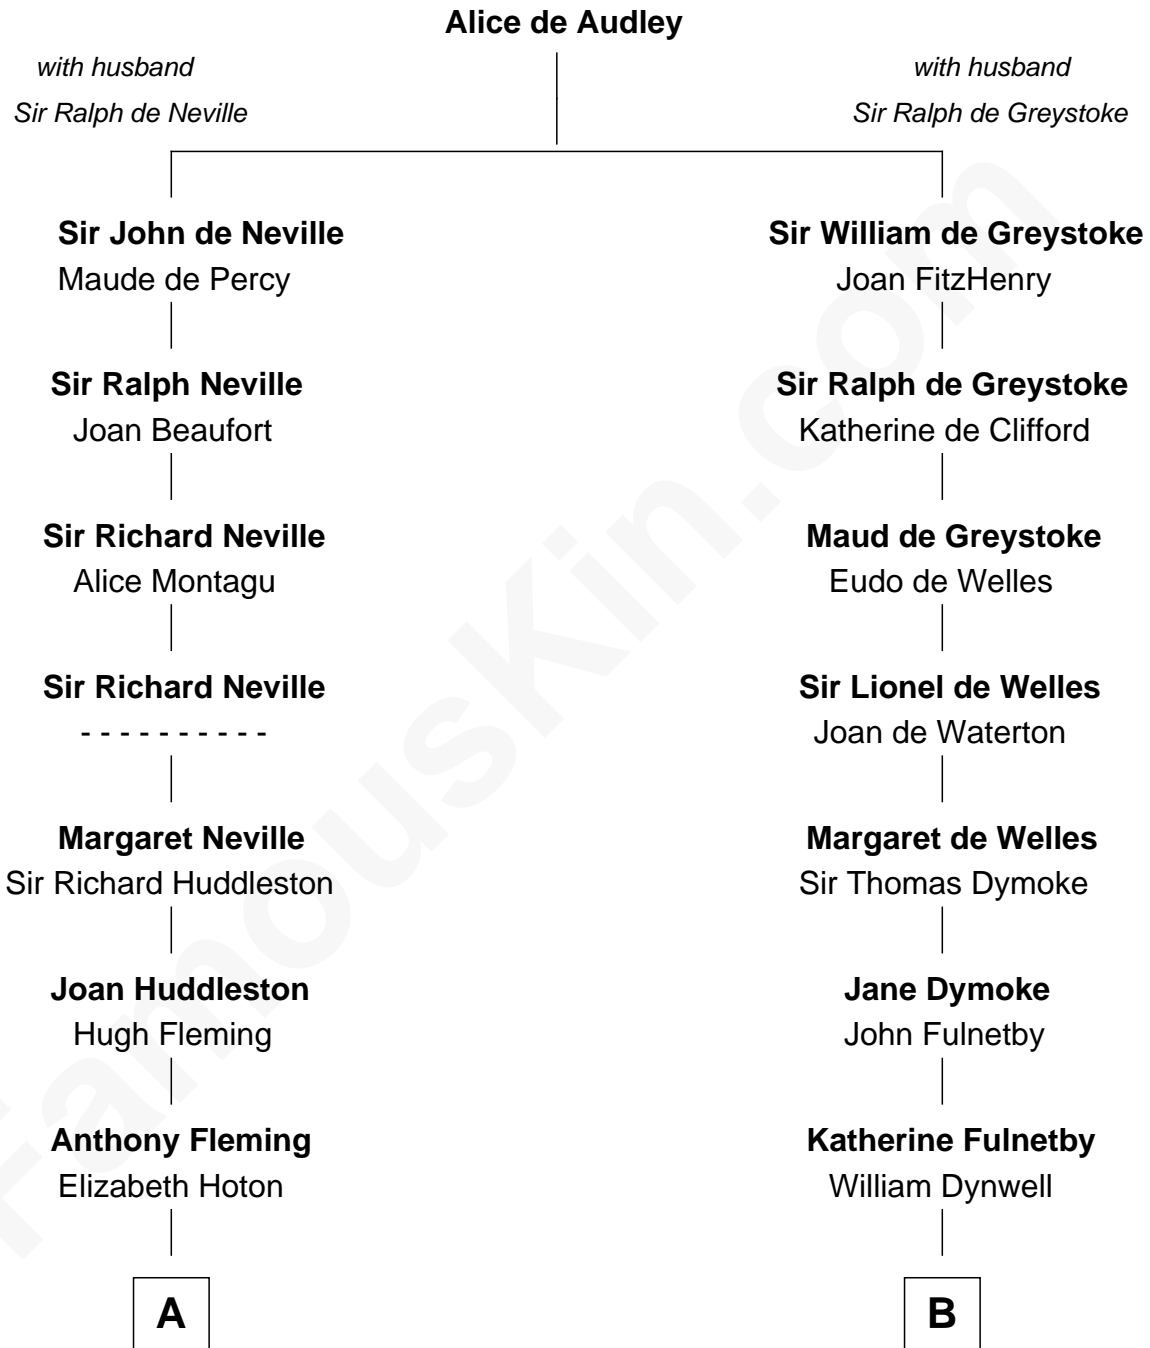 Alice de Audley
with husband
Sir Ralph de Neville
with husband
Sir Ralph de Greystoke
Sir John de Neville
Maude de Percy
Sir William de Greystoke
Joan FitzHenry
Sir Ralph Neville
Joan Beaufort
Sir Ralph de Greystoke
Katherine de Clifford
Sir Richard Neville
Alice Montagu
Maud de Greystoke
Eudo de Welles
Sir Richard Neville
- - - - - - - - - -
Sir Lionel de Welles
Joan de Waterton
Margaret Neville
Sir Richard Huddleston
Margaret de Welles
Sir Thomas Dymoke
Joan Huddleston
Hugh Fleming
Jane Dymoke
John Fulnetby
Anthony Fleming
Elizabeth Hoton
Katherine Fulnetby
William Dynwell
A
B
FamousKin.com